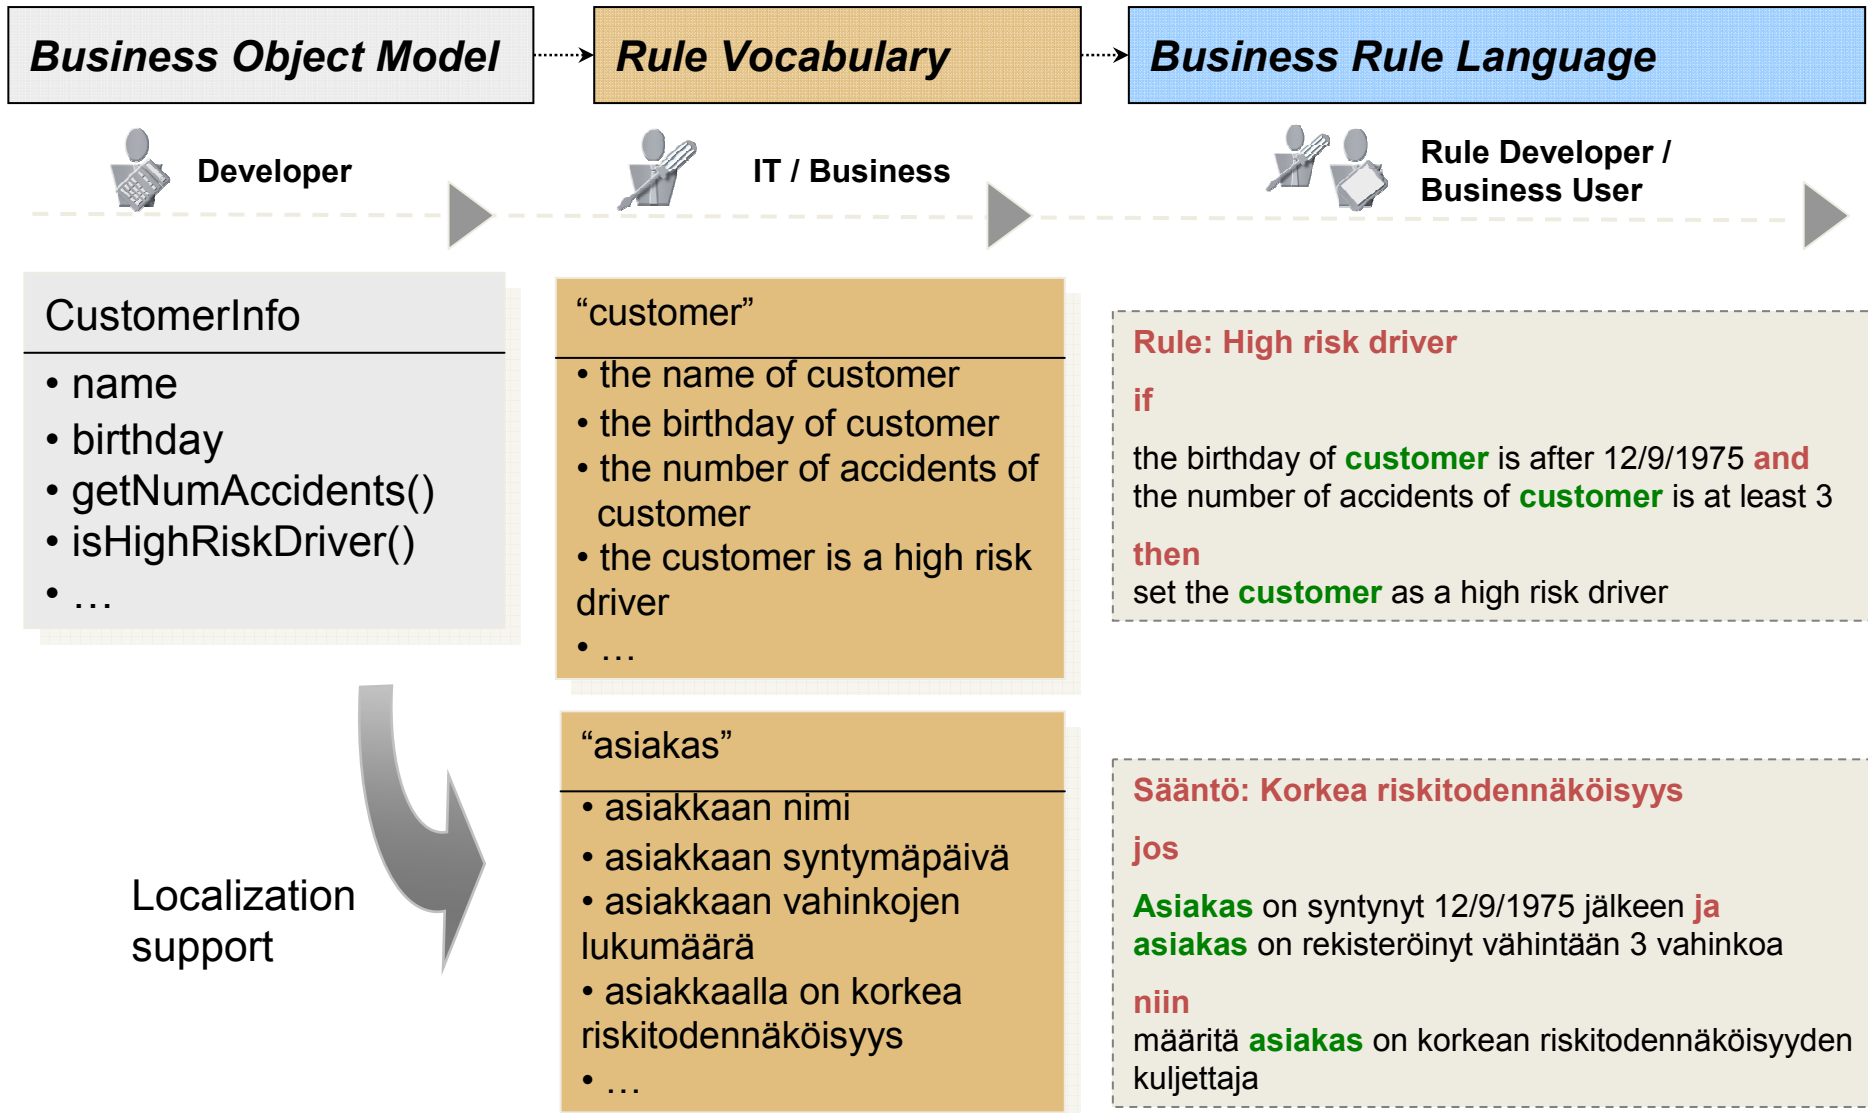 Business Object Model
Rule Vocabulary
Business Rule Language
Developer
IT / Business
Rule Developer /
Business User
CustomerInfo
• name
• birthday
• getNumAccidents()
• isHighRiskDriver()
• …
“customer”
• the name of customer
• the birthday of customer
• the number of accidents of
customer
• the customer is a high risk
driver
• …
Rule: High risk driver
if
the birthday of customer is after 12/9/1975 and
the number of accidents of customer is at least 3
then
set the customer as a high risk driver
Localization
support
“asiakas”
• asiakkaan nimi
• asiakkaan syntymäpäivä
• asiakkaan vahinkojen
lukumäärä
• asiakkaalla on korkea
riskitodennäköisyys
• …
Sääntö: Korkea riskitodennäköisyys
jos
Asiakas on syntynyt 12/9/1975 jälkeen ja
asiakas on rekisteröinyt vähintään 3 vahinkoa
niin
määritä asiakas on korkean riskitodennäköisyyden
kuljettaja